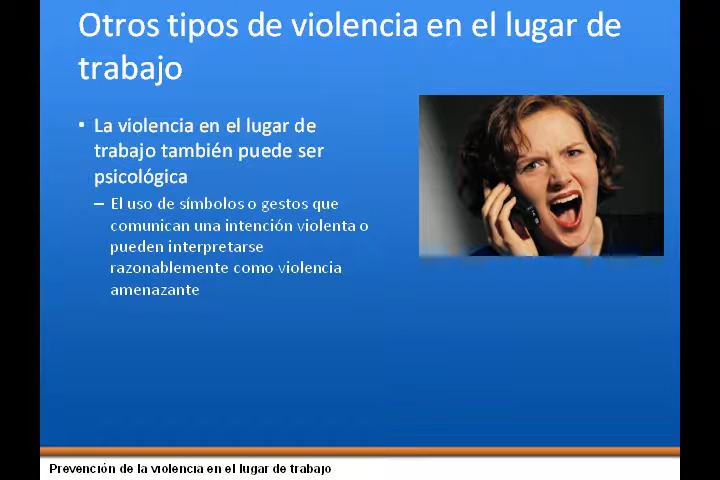 Otros tipos de violencia en el lugar de
trabajo
• La violencia en el lugar de
trabajo también puede ser
psicológica
– El uso de símbolos o gestos que
comunican una intención violenta o
pueden interpretarse
razonablemente como violencia
amenazante
Prevención de la violencia en el lugar de trabajo